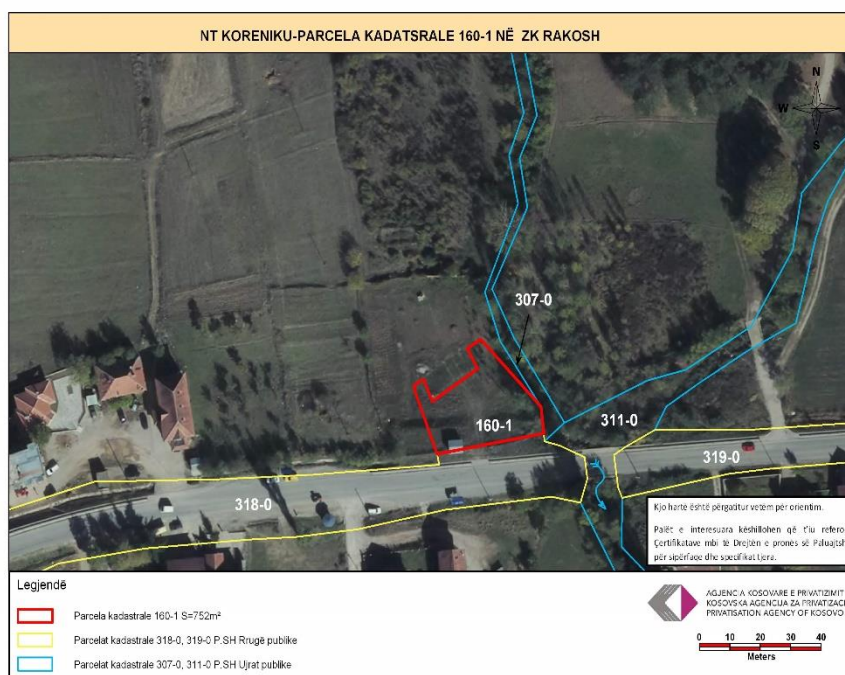 NT KORENIKU-PARCELA KADATSRALE 160-1 NË ZK RAKOSH
N
W
S
307-0
160-1
311-0
319-0
318-0
Kjo hartë është përgatitur vetëm për orientim.
Palët e interesuara këshillohen që t'iu refero
Çertifikatave mbi të Drejtën e pronës së Paluajtsh
për sipërfaqe dhe specifikat tjera.
Legjendë
Parcela kadastrale 160-1 S=752m²
Parcelat kadastrale 318-0, 319-0 P.SH Rrugë publike
Parcelat kadastrale 307-0, 311-0 P.SH Ujrat publike
AGJENCIA KOSOVARE E PRIVATIZIMIT
KOSOVSKA AGENCIJA ZA PRIVATIZACI
PRIVATISATION AGENCY OF KOSOVO
0 10 20 30 40
Meters